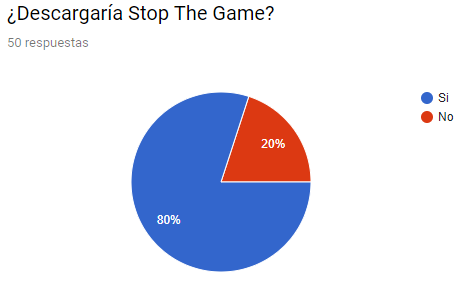 ¿Descargaría Stop The Game?
50 respuestas
Si
No
20%
80%